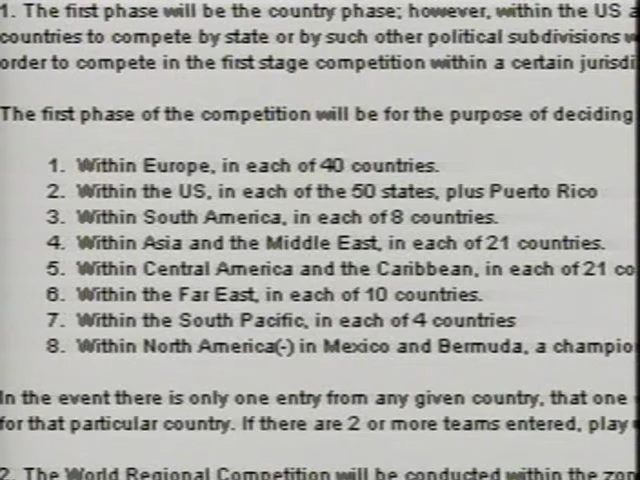 1. The first phase will be the country phase; however, within the US a
countries to compete by state or by such other political subdivisions
order to compete in the first stage competition within a certain jurisdi
The first phase of the competition will be for the purpose of deciding
1. Within Europe, in each of 40 countries.
2. Within the US, in each of the 50 states, plus Puerto Rico
3. Within South America, in each of 8 countries.
4. Within Asia and the Middle East, in each of 21 countries.
5. Within Central America and the Caribbean, in each of 21 co
6. Within the Far East, in each of 10 countries.
7. Within the South Pacific, in each of 4 countries
8. Within North America(-) in Mexico and Bermuda, a champio
In the event there is only one entry from any given country, that one
for that particular country. If there are 2 or more teams entered, play
2. The World Regional Competition will be conducted within the zon